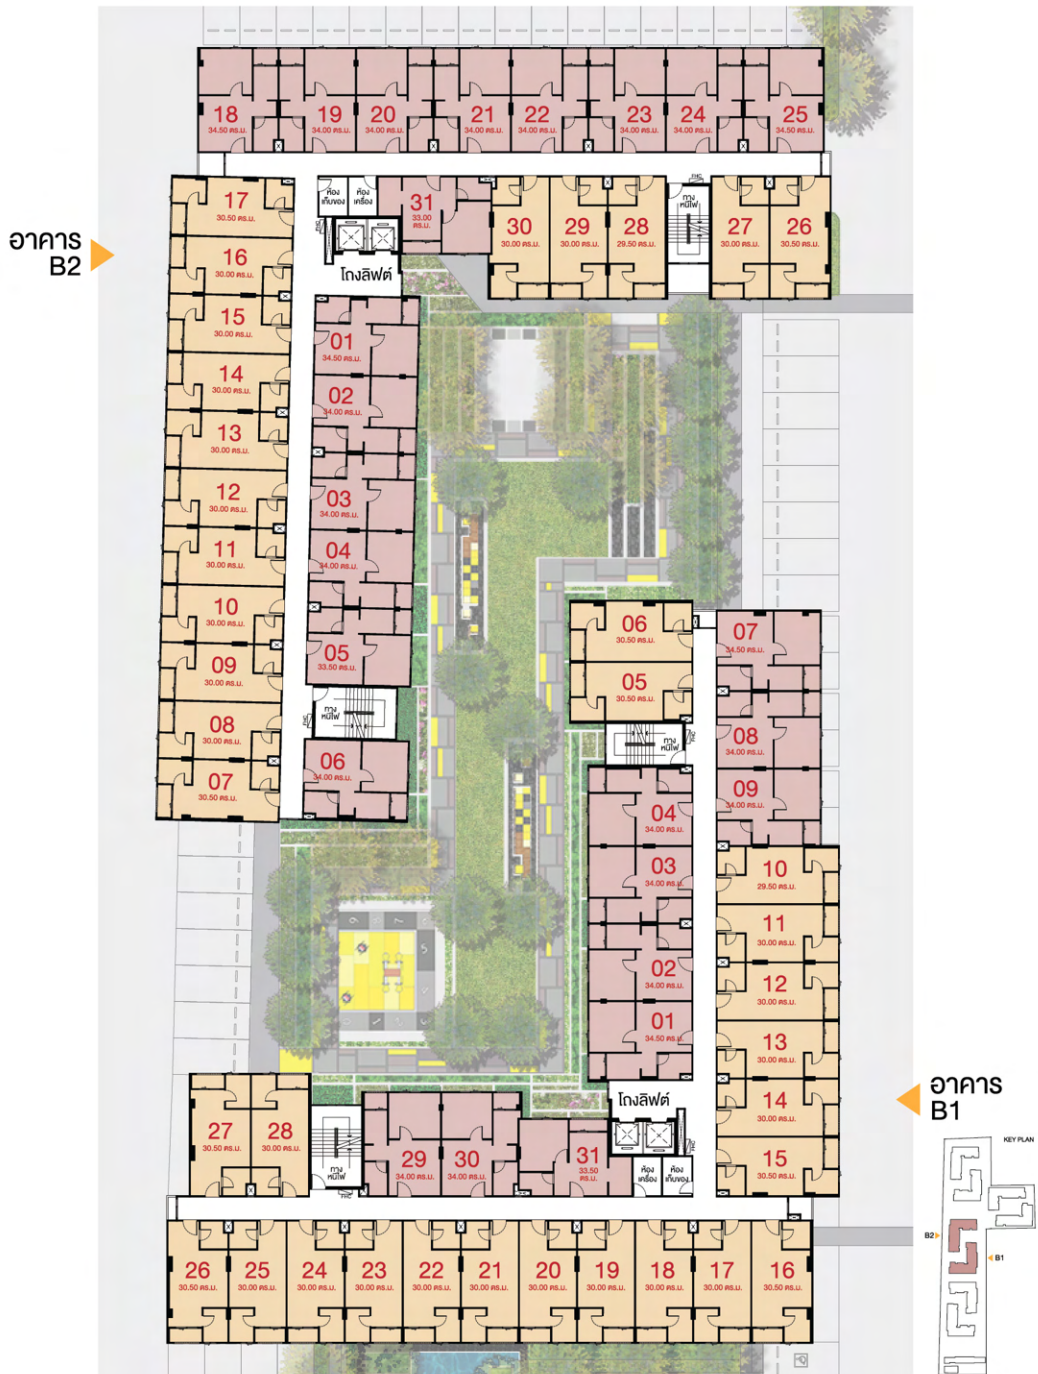 18
34.50 ตร.ม.
19
34.00 ตร.ม.
20
34.00 ตร.ม.
21
34.00 ตร.ม.
22
34.00 ตร.ม.
23
34.00 ตร.ม.
24
34.00 ตร.ม.
25
34.50 ตร.ม.
17
30.50 ตร.ม.
ห้อง
เก็บของ
ห้อง
เครื่อง
31
33.00
ตร.ม.
30
30.00 ตร.ม.
29
30.00 ตร.ม.
28
29.50 ตร.ม.
FHC
ทาง
หนีไฟ
27
30.00 ตร.ม.
26
30.50 ตร.ม.
อาคาร
B2
FHC
โถงลิฟต์
16
30.00 ตร.ม.
15
30.00 ตร.ม.
14
30.00 ตร.ม.
13
30.00 ตร.ม.
12
30.00 ตร.ม.
11
30.00 ตร.ม.
10
30.00 ตร.ม.
09
30.00 ตร.ม.
08
30.00 ตร.ม.
07
30.50 ตร.ม.
01
34.50 ตร.ม.
02
34.00 ตร.ม.
03
34.00 ตร.ม.
04
34.00 ตร.ม.
05
33.50 ตร.ม.
ทาง
หนีไฟ
FHC
06
34.00 ตร.ม.
06
30.50 ตร.ม.
05
30.50 ตร.ม.
ทาง
หนีไฟ
FHC
04
34.00 ตร.ม.
03
34.00 ตร.ม.
02
34.00 ตร.ม.
01
34.50 ตร.ม.
07
34.50 ตร.ม.
08
34.00 ตร.ม.
09
34.00 ตร.ม.
10
29.50 ตร.ม.
11
30.00 ตร.ม.
12
30.00 ตร.ม.
13
30.00 ตร.ม.
14
30.00 ตร.ม.
15
30.50 ตร.ม.
อาคาร
B1
โถงลิฟต์
FHC
27
30.50 ตร.ม.
28
30.00 ตร.ม.
ทาง
หนีไฟ
FHC
29
34.00 ตร.ม.
30
34.00 ตร.ม.
31
33.50
ตร.ม.
ห้อง
เครื่อง
ห้อง
เก็บของ
26
30.50 ตร.ม.
25
30.00 ตร.ม.
24
30.00 ตร.ม.
23
30.00 ตร.ม.
22
30.00 ตร.ม.
21
30.00 ตร.ม.
20
30.00 ตร.ม.
19
30.00 ตร.ม.
18
30.00 ตร.ม.
17
30.00 ตร.ม.
16
30.50 ตร.ม.
KEY PLAN
B2
B1